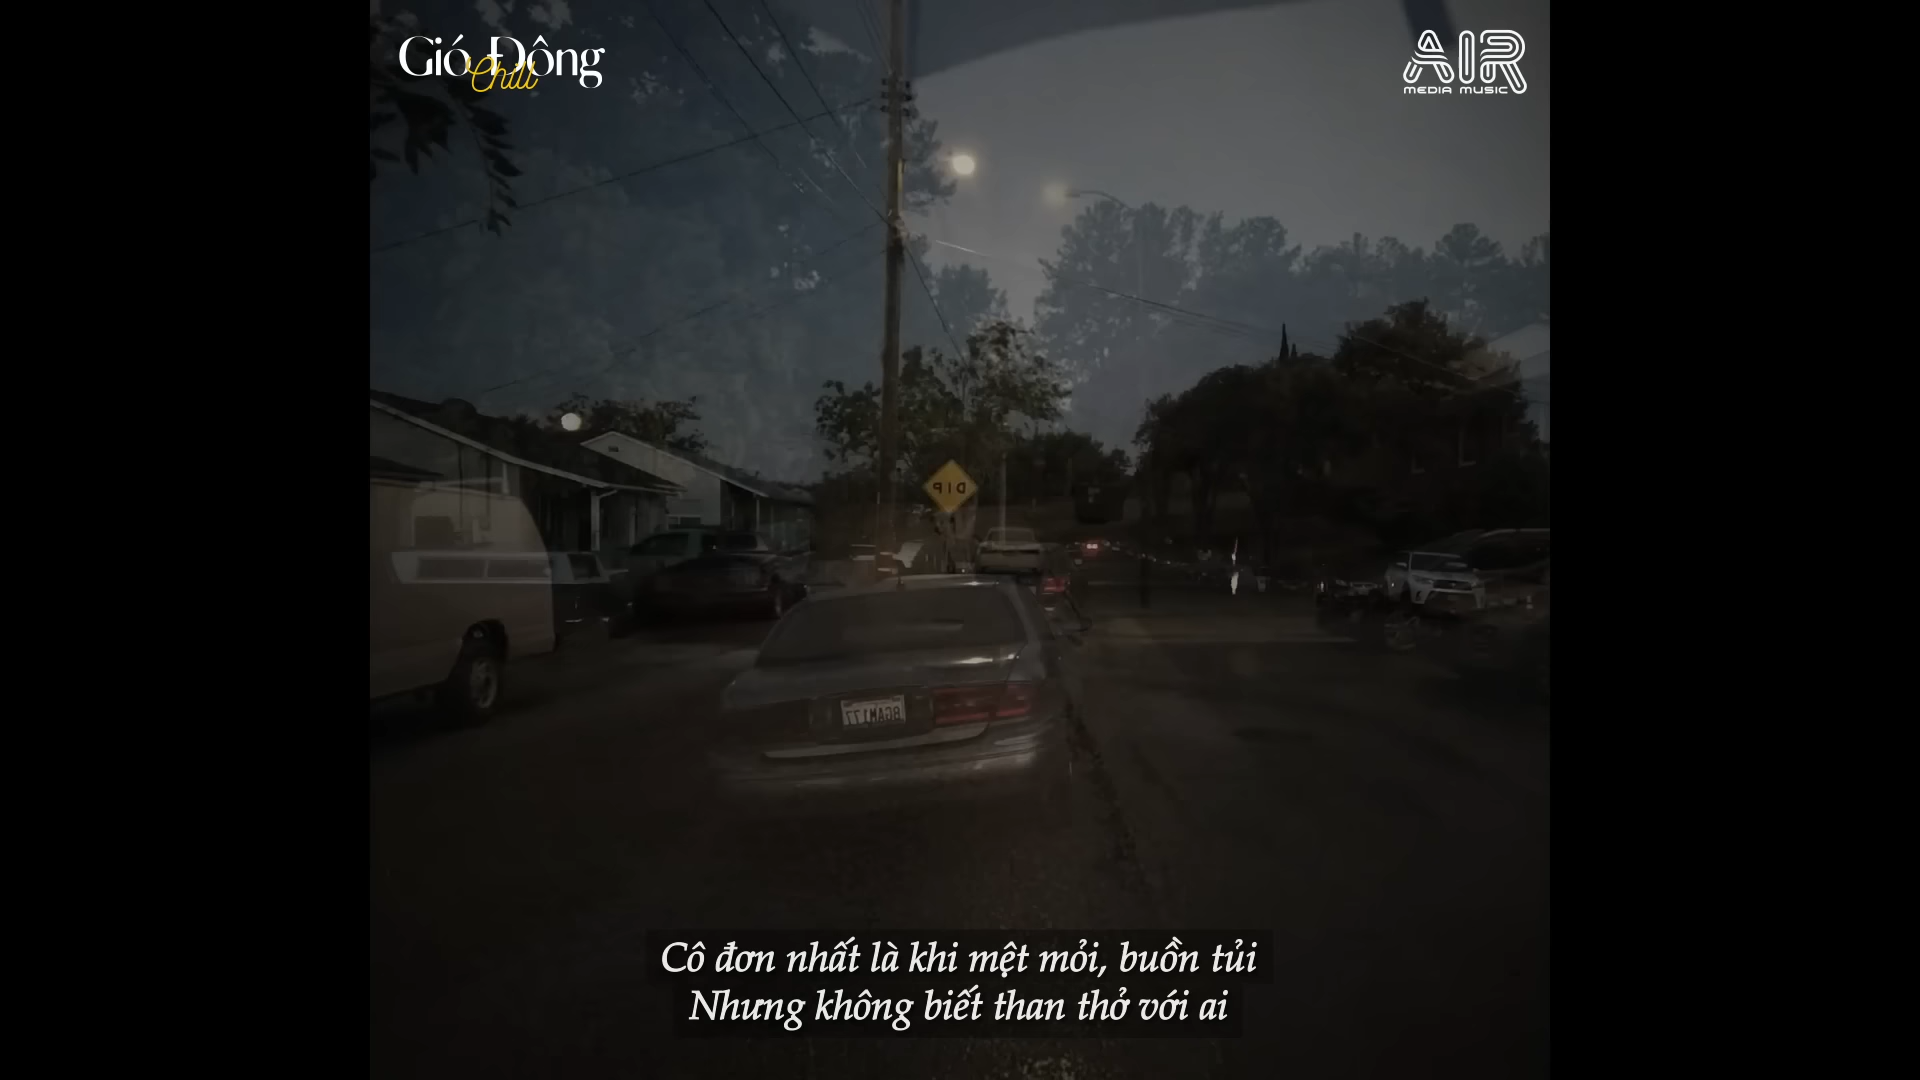 Gió Đông
Chill
AIR
MEDIA MUSIC
DIP
8GAM177
Cô đơn nhất là khi mệt mỏi, buồn tủi
Nhưng không biết than thở với ai